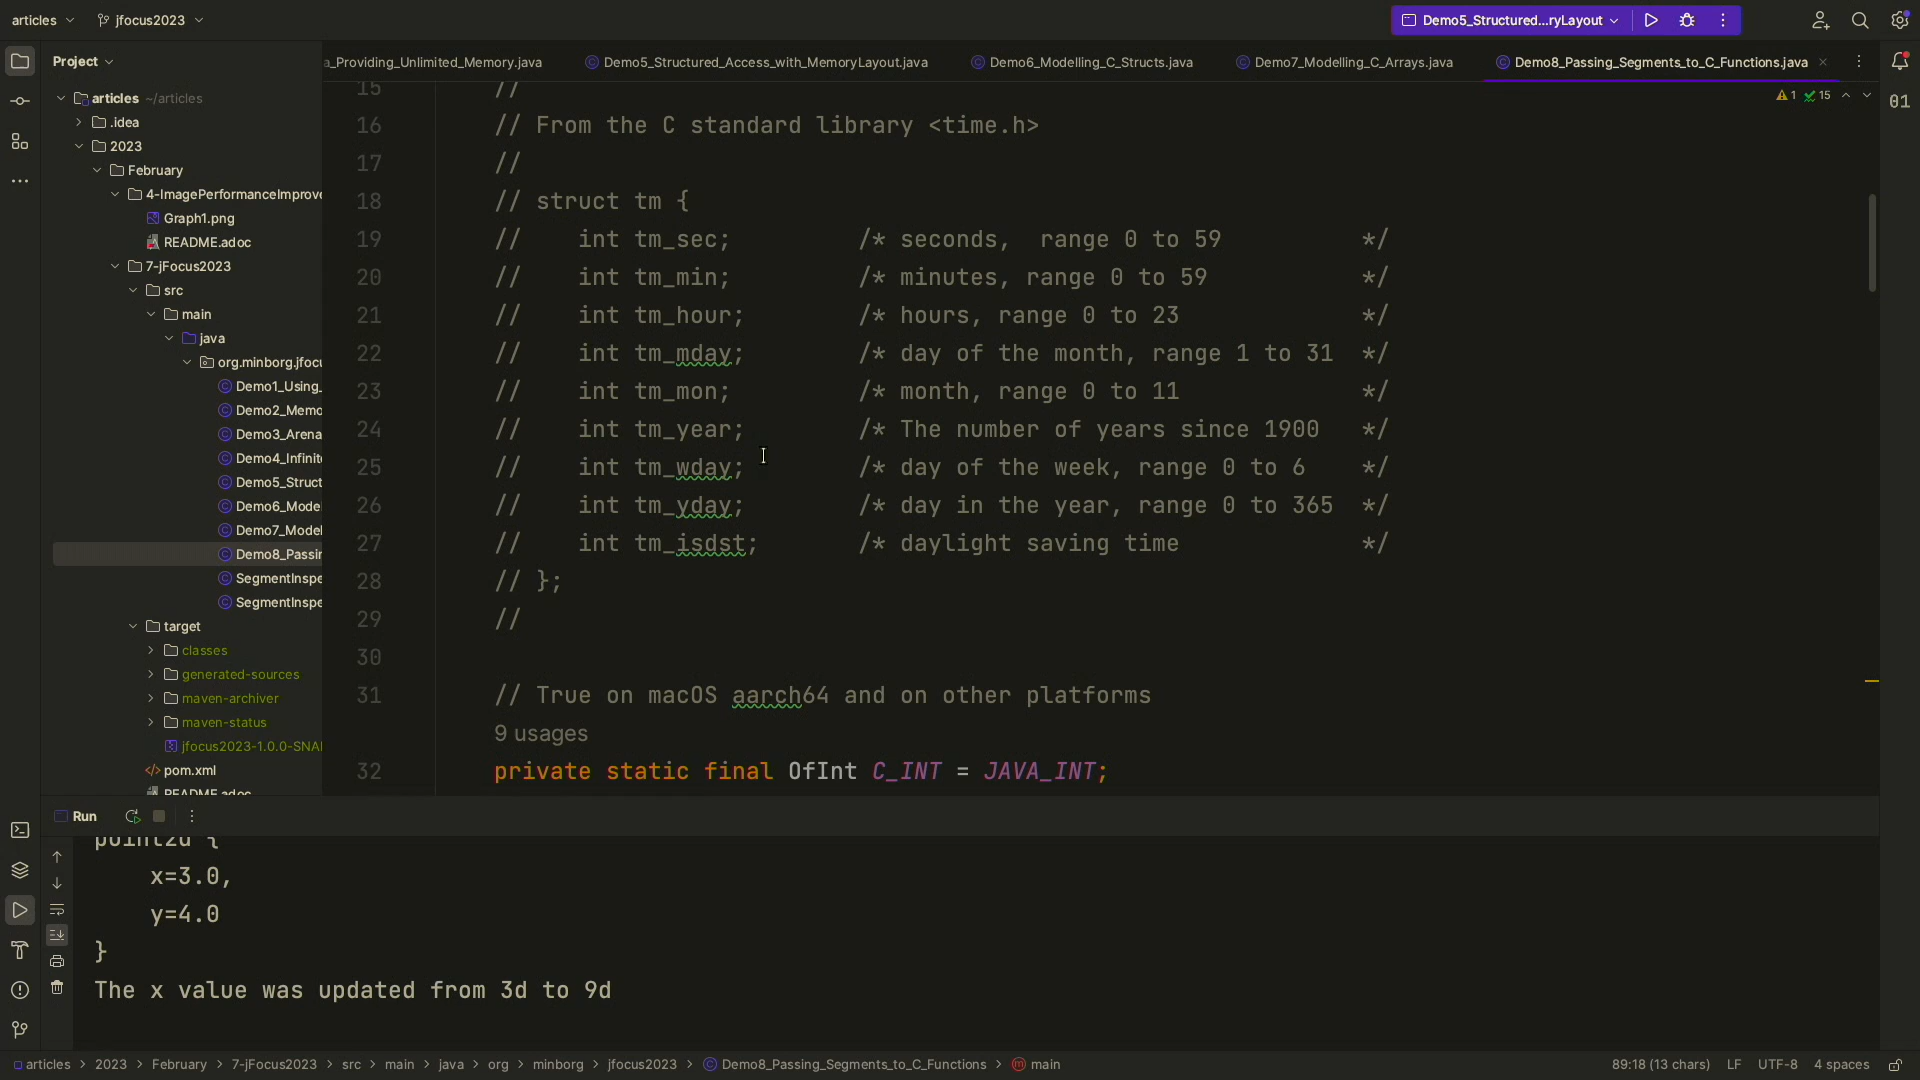 articles
jfocus2023
Demo5_Structured...ryLayout
Project
a_Providing_Unlimited_Memory.java
Demo5_Structured_Access_with_MemoryLayout.java
Demo6_Modelling_C_Structs.java
Demo7_Modelling_C_Arrays.java
Demo8_Passing_Segments_to_C_Functions.java
articles ~/articles
.idea
2023
February
4-ImagePerformanceImprove
Graph1.png
README.adoc
7-jFocus2023
src
main
java
org.minborg.jfocu
Demo1_Using_
Demo2_Memo
Demo3_Arena
Demo4_Infinite
Demo5_Struct
Demo6_Mode
Demo7_Model
Demo8_Passin
SegmentInspe
SegmentInspe
target
classes
generated-sources
maven-archiver
maven-status
jfocus2023-1.0.0-SNA
pom.xml
README.adoc
1 15
01
15 //
16 // From the C standard library <time.h>
17 //
18 // struct tm {
19 // int tm_sec; /* seconds, range 0 to 59 */
20 // int tm_min; /* minutes, range 0 to 59 */
21 // int tm_hour; /* hours, range 0 to 23 */
22 // int tm_mday; /* day of the month, range 1 to 31 */
23 // int tm_mon; /* month, range 0 to 11 */
24 // int tm_year; /* The number of years since 1900 */
25 // int tm_wday; /* day of the week, range 0 to 6 */
26 // int tm_yday; /* day in the year, range 0 to 365 */
27 // int tm_isdst; /* daylight saving time */
28 // };
29 //
30
31 // True on macOS aarch64 and on other platforms
9 usages
32 private static final OfInt C_INT = JAVA_INT;
Run
point2d {
x=3.0,
y=4.0
}
The x value was updated from 3d to 9d
articles > 2023 > February > 7-jFocus2023 > src > main > java > org > minborg > jfocus2023 > Demo8_Passing_Segments_to_C_Functions > main
89:18 (13 chars) LF UTF-8 4 spaces